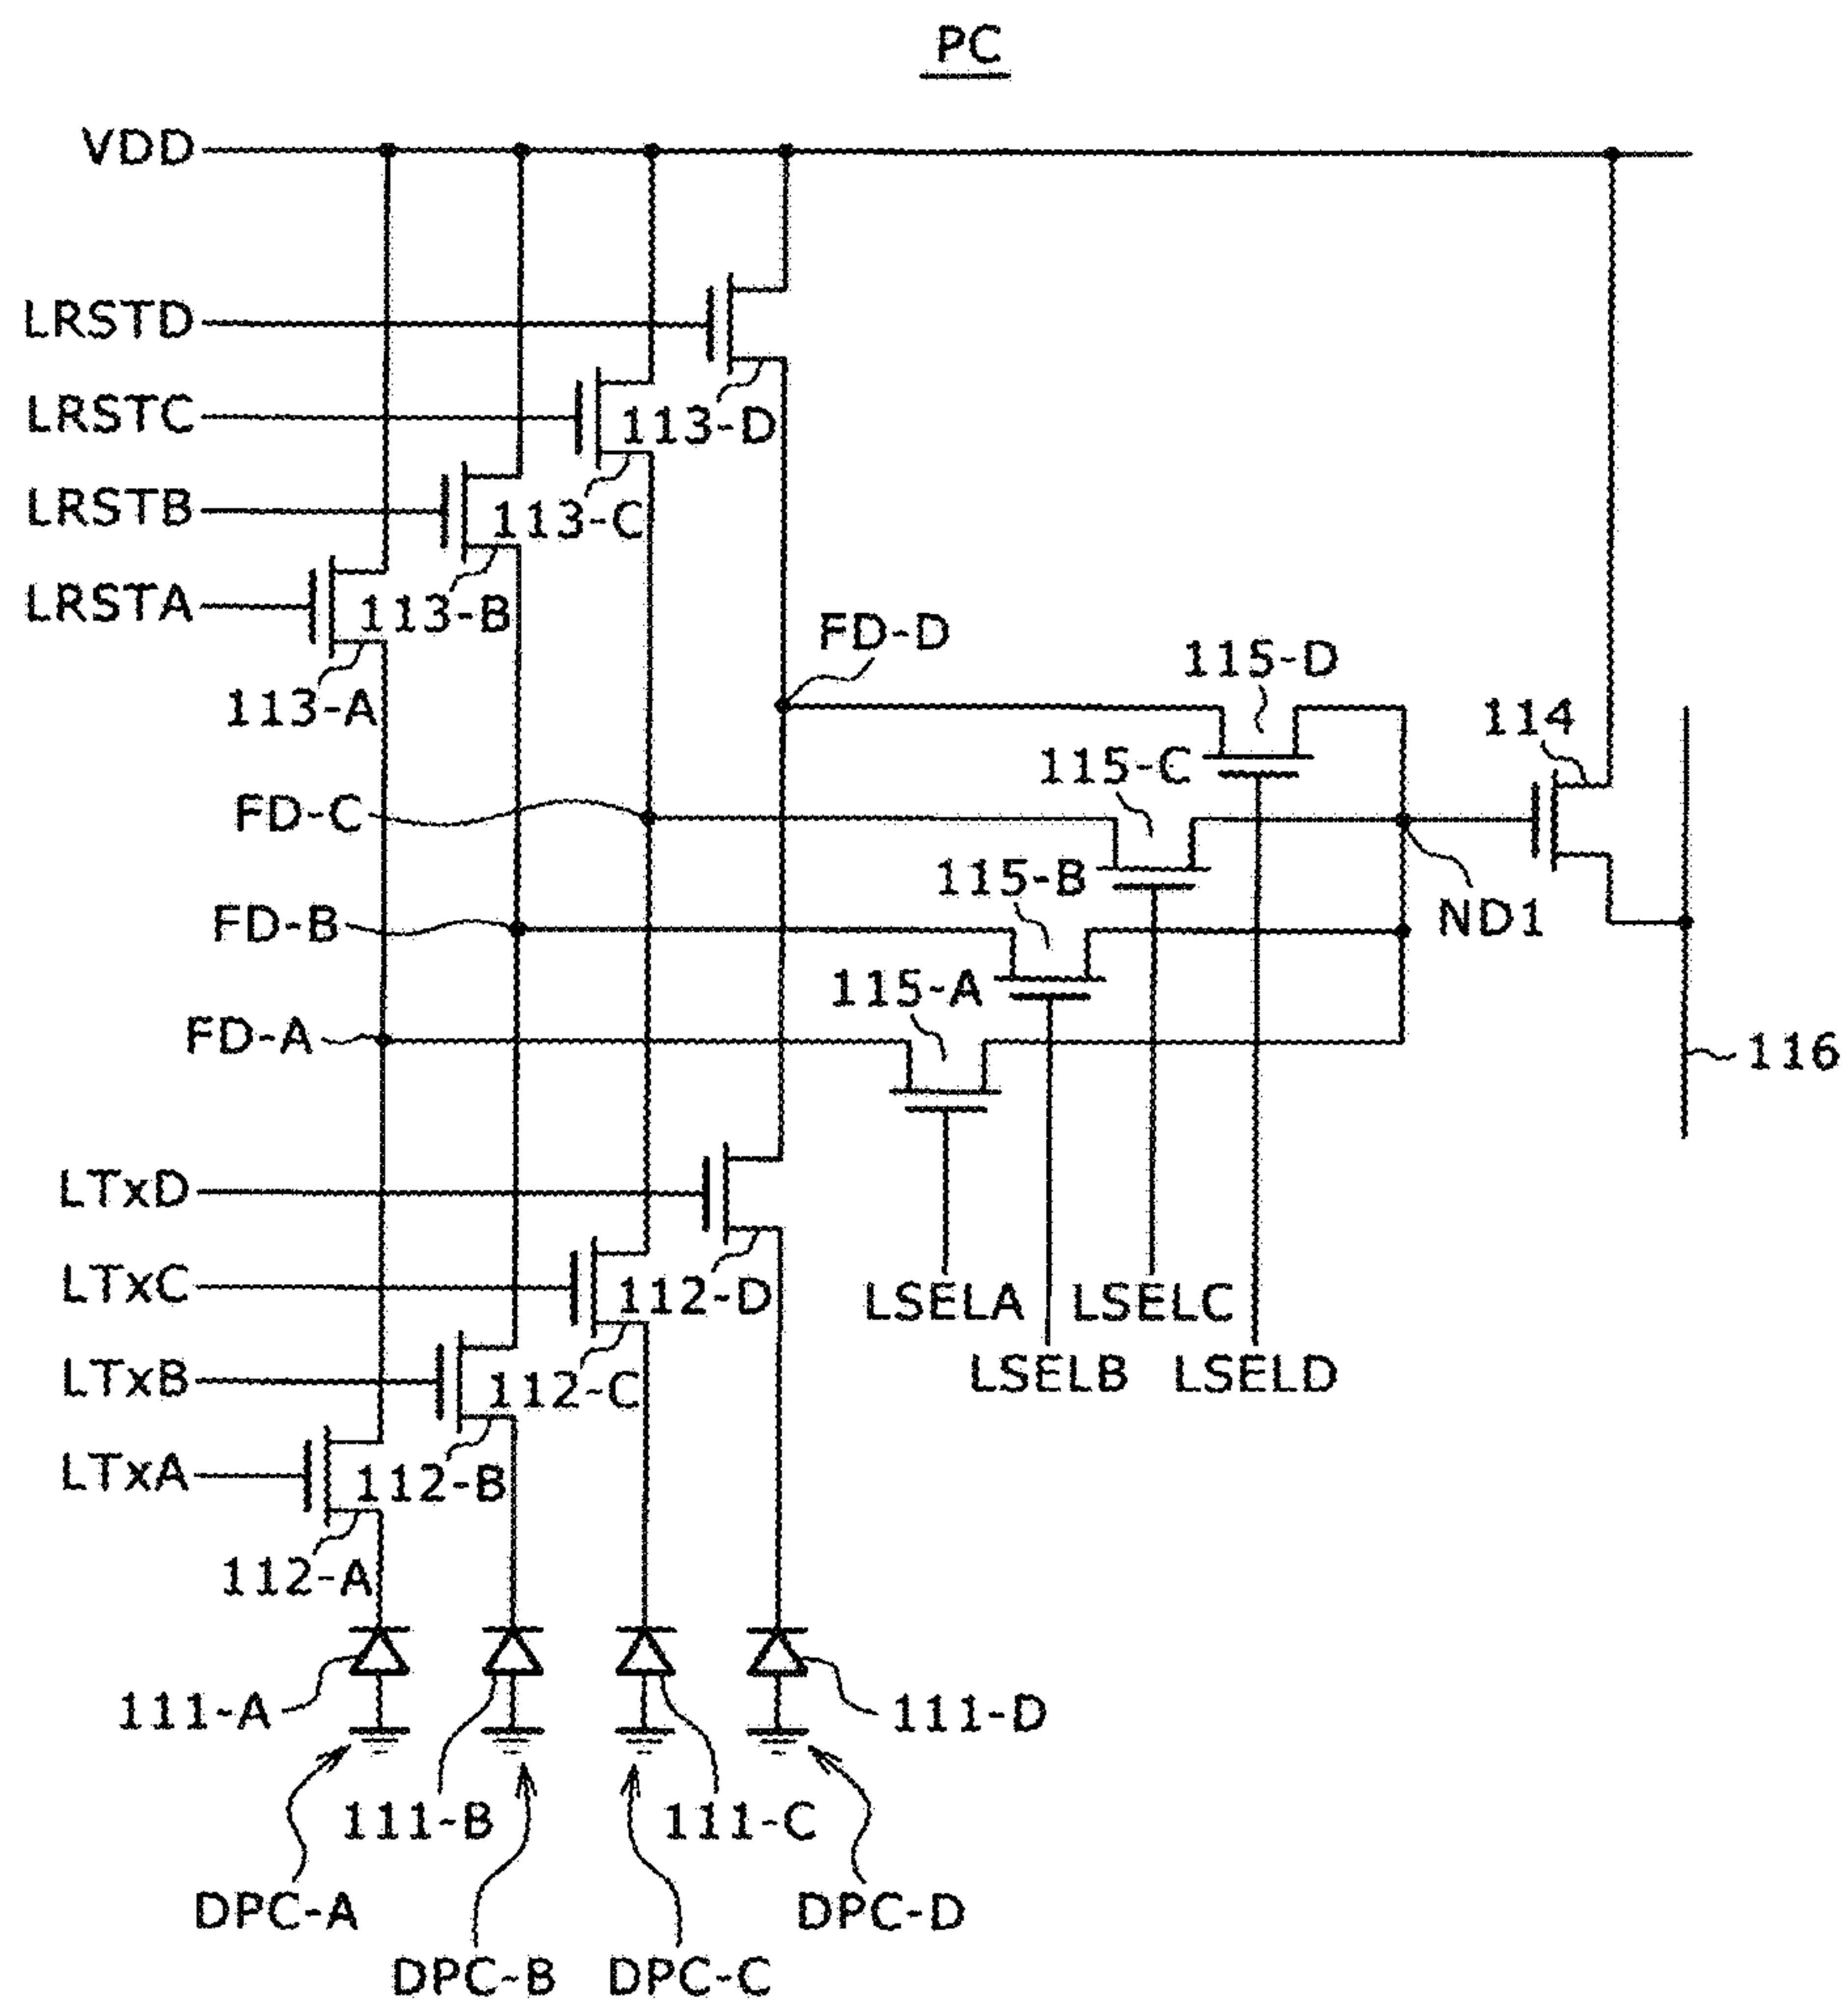 PC
VDD
LRSTD
LRSTC
113-D
LRSTB
113-C
LRSTA
113-B
113-A
FD-D
115-D
114
115-C
FD-C
115-B
FD-B
ND1
115-A
FD-A
116
LTxD
LTxC
112-D
LSELA
LSELC
LTxB
112-C
LSELB
LSELD
LTxA
112-B
112-A
111-A
111-D
111-B
111-C
DPC-A
DPC-D
DPC-B
DPC-C